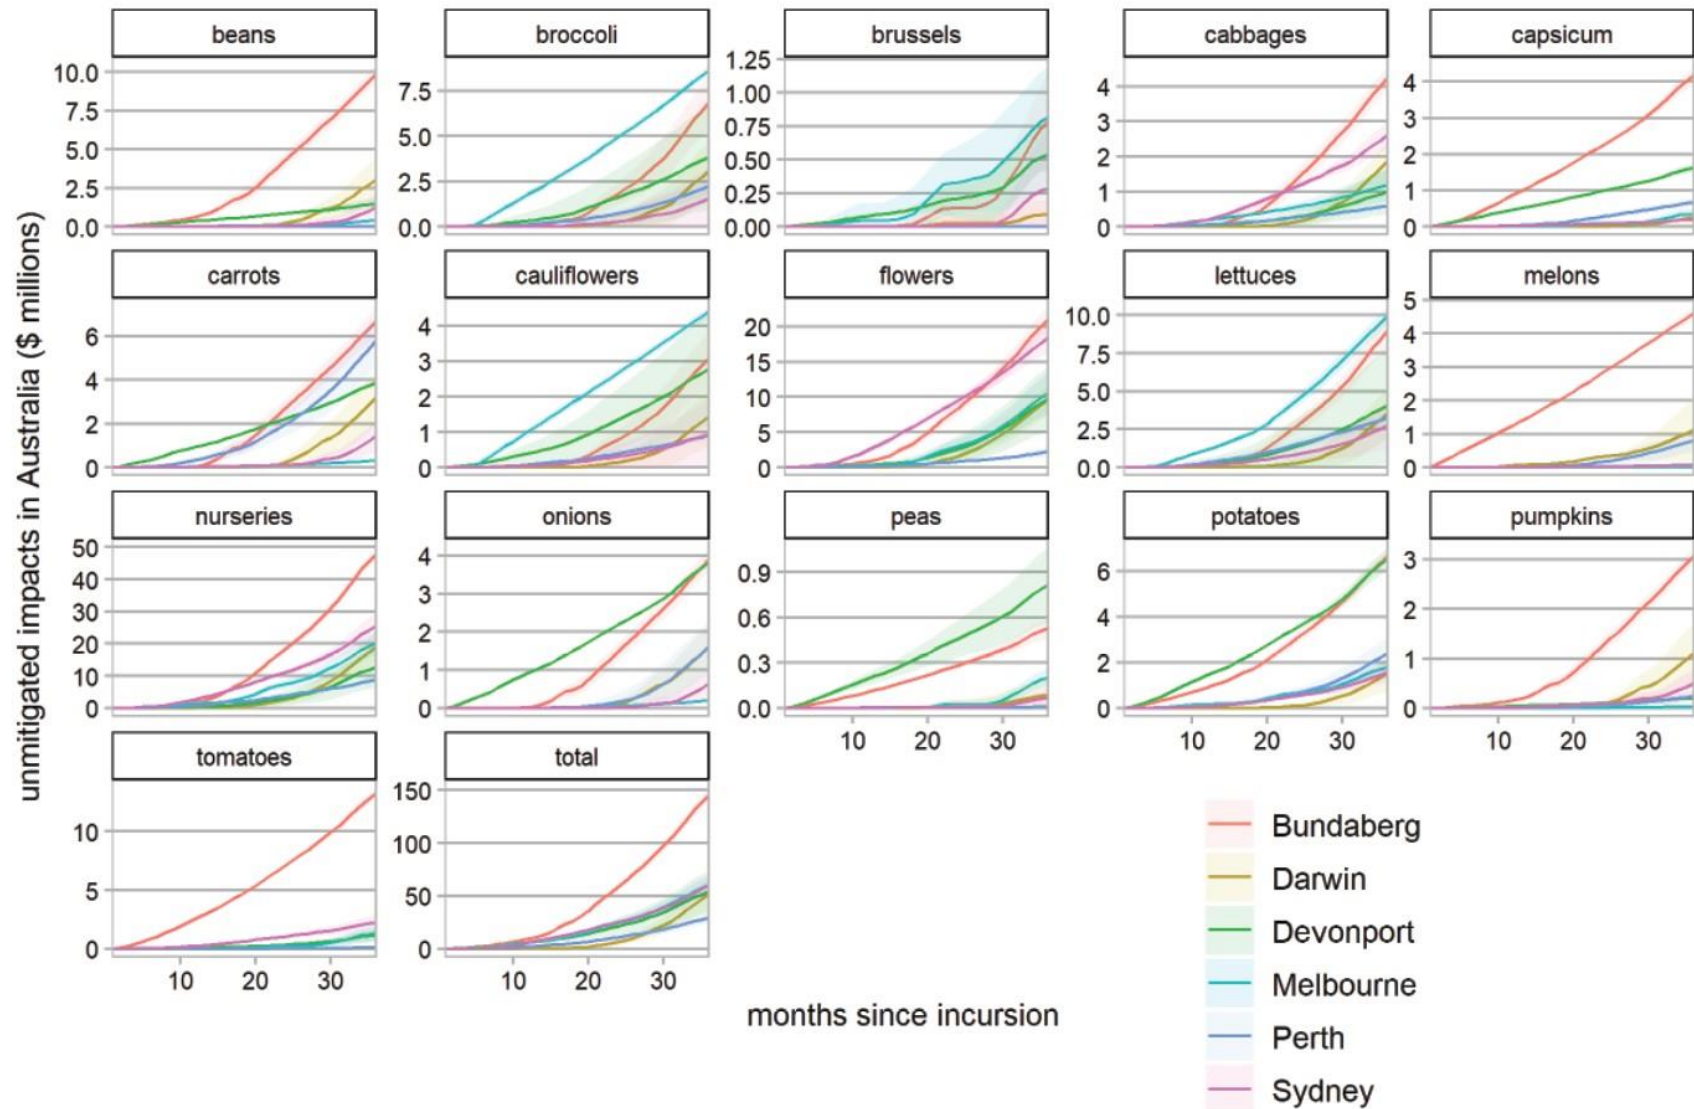 beans broccoli brussels cabbages capsicum
10.0 7.5 5.0 2.5 0.0
7.5 5.0 2.5 0.0
1.25 1.00 0.75 0.50 0.25 0.00
4 3 2 1 0
4 3 2 1 0
carrots cauliflowers flowers lettuces melons
6 4 2 0
4 3 2 1 0
20 15 10 5 0
10.0 7.5 5.0 2.5 0.0
5 4 3 2 1 0
nurseries onions peas potatoes pumpkins
50 40 30 20 10 0
4 3 2 1 0
0.9 0.6 0.3 0.0
6 4 2 0
3 2 1 0
10 20 30 10 20 30 10 20 30
tomatoes total
10 5 0
150 100 50 0
10 20 30 10 20 30
unmitigated impacts in Australia ($ millions)
months since incursion
Bundaberg
Darwin
Devonport
Melbourne
Perth
Sydney